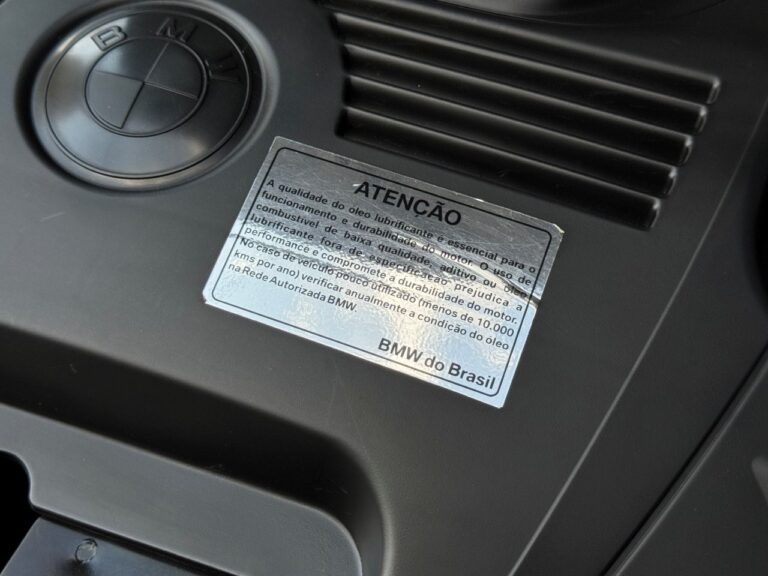 BMW
ATENÇÃO
A qualidade do oleo lubrificante e essencial para o
funcionamento e durabilidade do motor. O uso de
combustível de baixa qualidade, aditivo ou óleo
lubrificante fora de especificação prejudica a
performance e compromete a durabilidade do motor.
No caso de veículo pouco utilizado (menos de 10.000
kms por ano) verificar anualmente a condição do óleo
na Rede Autorizada BMW.
BMW do Brasil